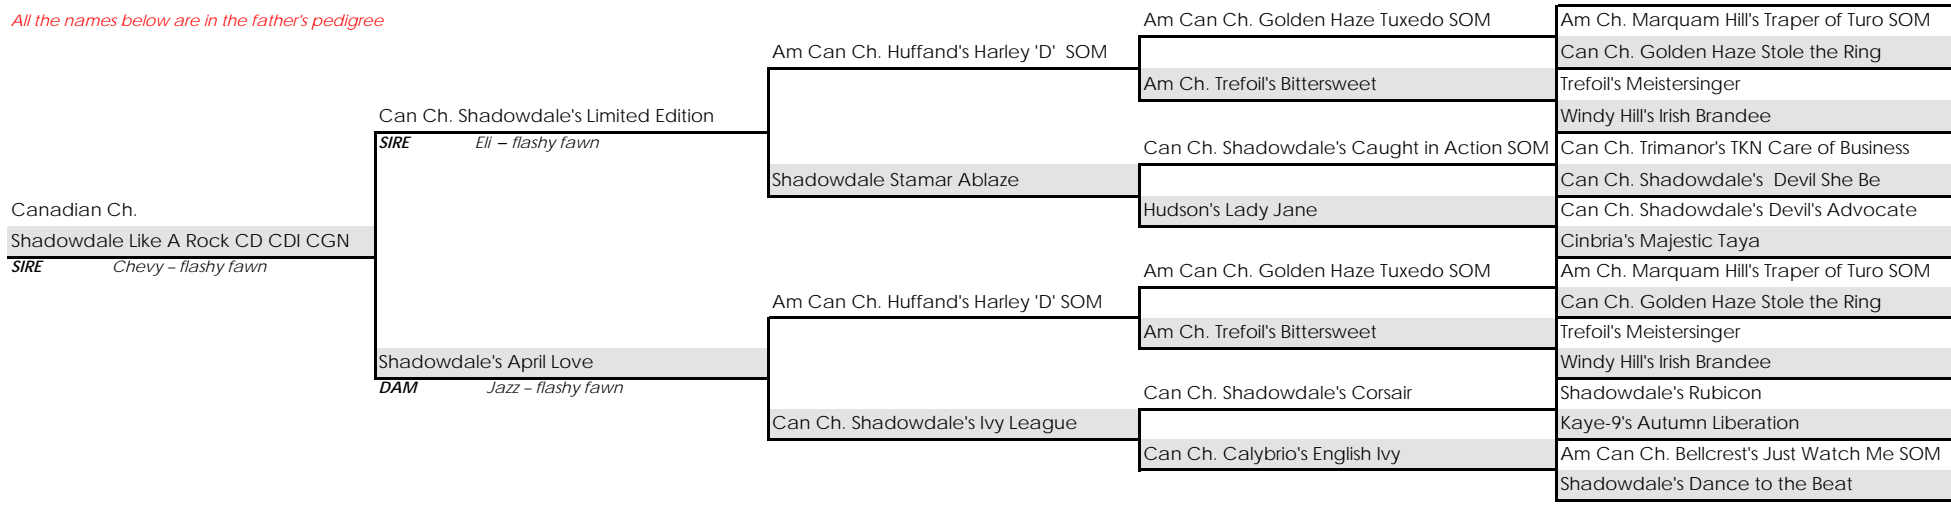 All the names below are in the father's pedigree
Am Can Ch. Golden Haze Tuxedo SOM
Am Ch. Marquam Hill's Traper of Turo SOM
Am Can Ch. Huffand's Harley 'D'  SOM
Can Ch. Golden Haze Stole the Ring
Am Ch. Trefoil's Bittersweet
Trefoil's Meistersinger
Can Ch. Shadowdale's Limited Edition
Windy Hill's Irish Brandee
SIRE Eli – flashy fawn
Can Ch. Shadowdale's Caught in Action SOM
Can Ch. Trimanor's TKN Care of Business
Shadowdale Stamar Ablaze
Can Ch. Shadowdale's  Devil She Be
Canadian Ch.
Hudson's Lady Jane
Can Ch. Shadowdale's Devil's Advocate
Shadowdale Like A Rock CD CDI CGN
Cinbria's Majestic Taya
SIRE Chevy – flashy fawn
Am Can Ch. Golden Haze Tuxedo SOM
Am Ch. Marquam Hill's Traper of Turo SOM
Am Can Ch. Huffand's Harley 'D' SOM
Can Ch. Golden Haze Stole the Ring
Am Ch. Trefoil's Bittersweet
Trefoil's Meistersinger
Shadowdale's April Love
Windy Hill's Irish Brandee
DAM Jazz – flashy fawn
Can Ch. Shadowdale's Corsair
Shadowdale's Rubicon
Can Ch. Shadowdale's Ivy League
Kaye-9's Autumn Liberation
Can Ch. Calybrio's English Ivy
Am Can Ch. Bellcrest's Just Watch Me SOM
Shadowdale's Dance to the Beat